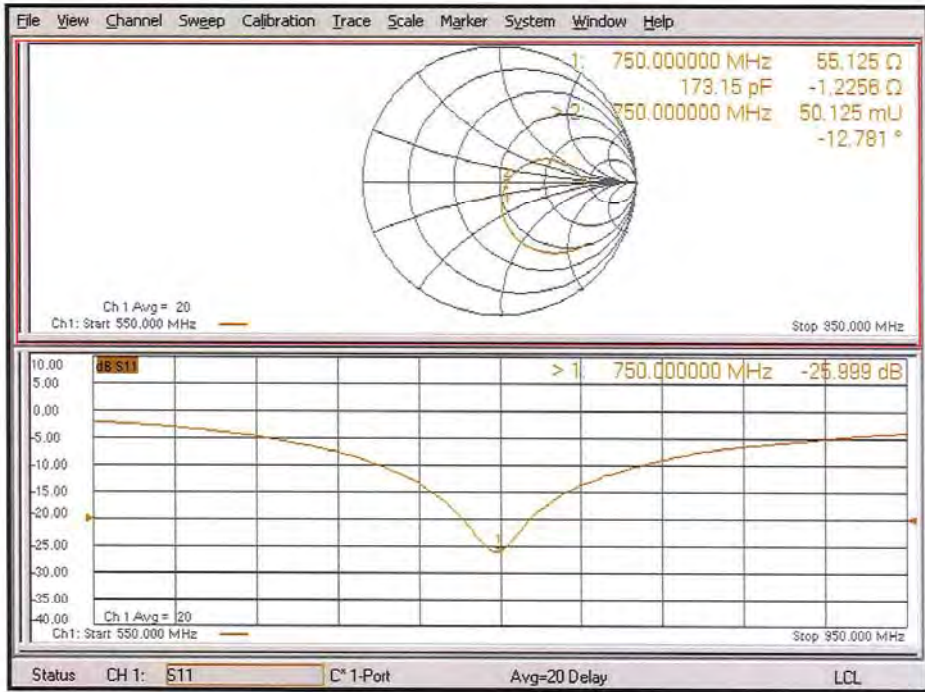 File View Channel Sweep Calibration Trace Scale Marker System Window Help
1: 750.000000 MHz 55.125 Ω
173.15 pF -1.2256 Ω
> 2: 750.000000 MHz 50.125 mU
-12.781 °
2
1
Ch 1 Avg = 20
Ch1: Start 550.000 MHz
Stop 950.000 MHz
10.00
dB S11
> 1: 750.000000 MHz -25.999 dB
5.00
0.00
-5.00
-10.00
-15.00
-20.00
-25.00
1
-30.00
-35.00
-40.00
Ch 1 Avg = 20
Ch1: Start 550.000 MHz
Stop 950.000 MHz
Status CH 1: S11 C* 1-Port Avg=20 Delay LCL